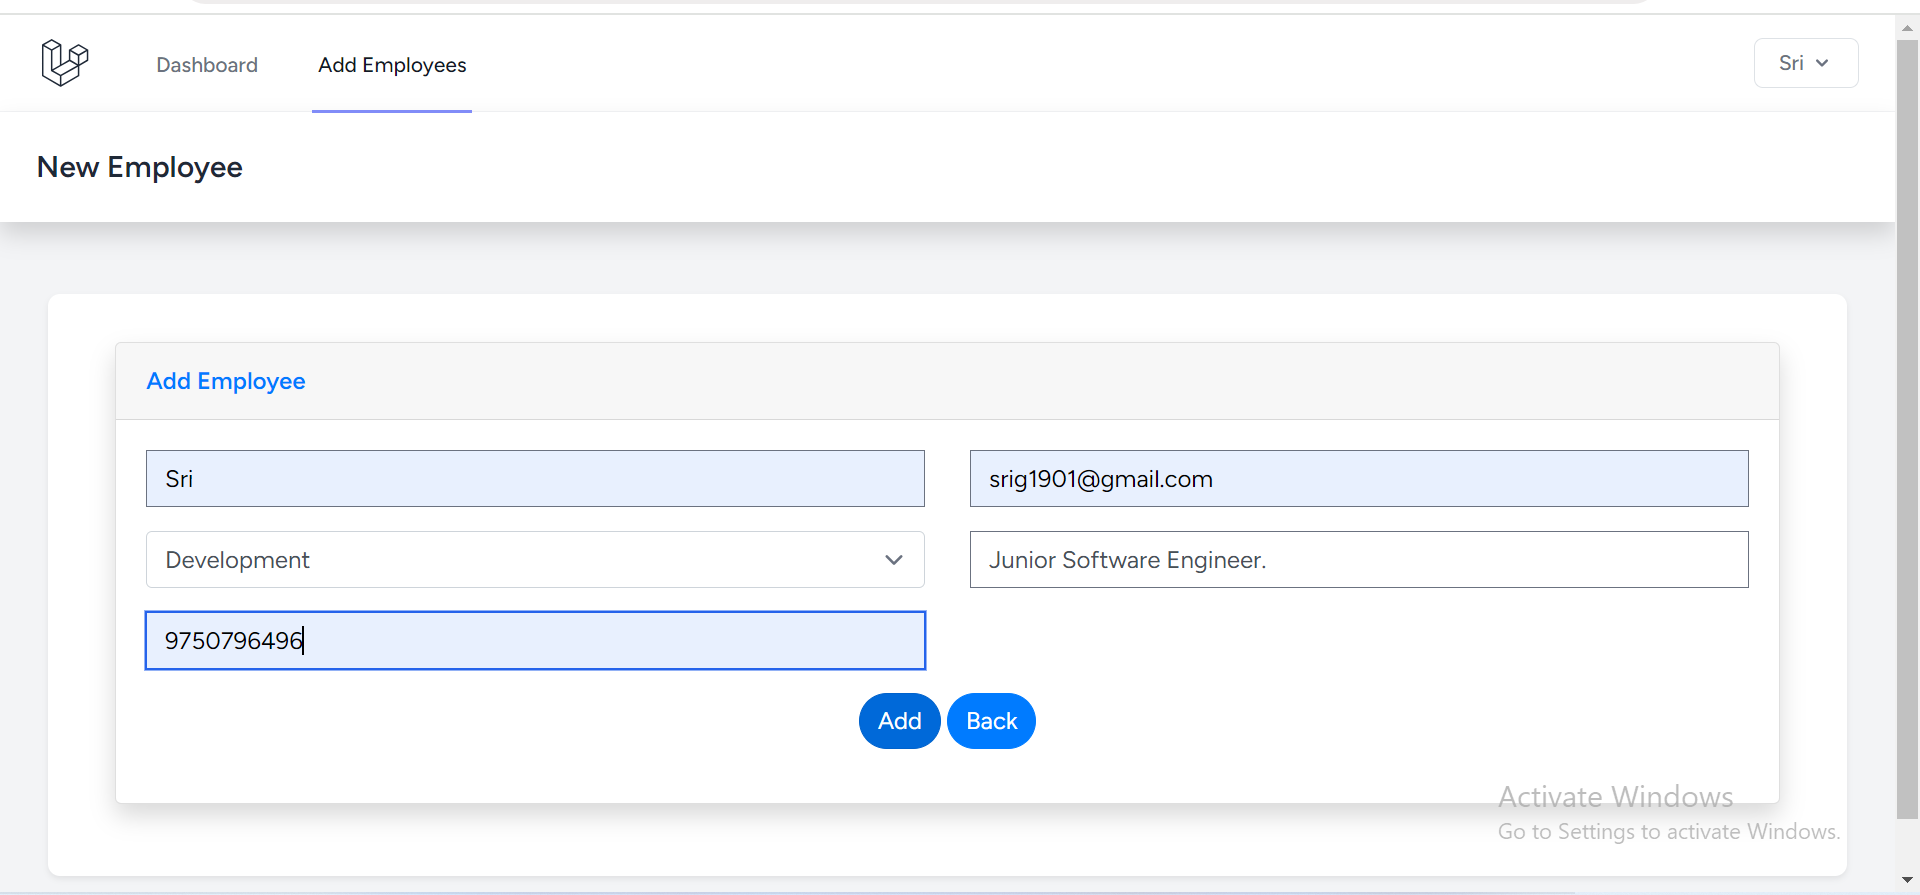 Dashboard Add Employees Sri
New Employee
Add Employee
Sri srig1901@gmail.com
Development Junior Software Engineer.
9750796496
Add Back
Activate Windows
Go to Settings to activate Windows.